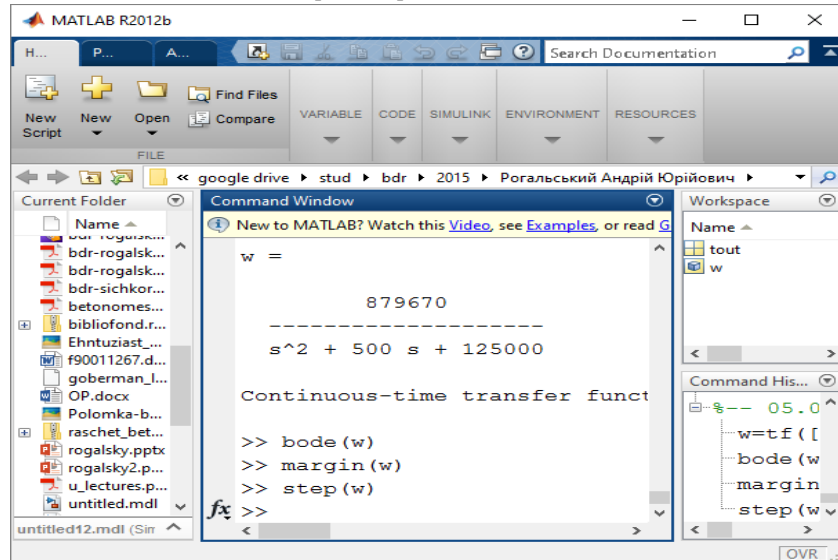 MATLAB R2012b
H... P... A... Search Documentation
New Script
New
Open
Find Files
Compare
FILE
VARIABLE CODE SIMULINK ENVIRONMENT RESOURCES
« google drive ▸ stud ▸ bdr ▸ 2015 ▸ Рогальський Андрій Юрійович ▸
Current Folder
Name
bdr-rogalsk...
bdr-rogalsk...
bdr-rogalsk...
bdr-sichkor...
betonomes...
bibliofond.r...
Ehntuziast_...
f90011267.d...
goberman_l...
OP.docx
Polomka-b...
raschet_bet...
rogalsky.pptx
rogalsky2.p...
u_lectures.p...
untitled.mdl
untitled12.mdl (Sim
Command Window
New to MATLAB? Watch this Video, see Examples, or read G
w =
879670
---------------------
s^2 + 500 s + 125000
Continuous-time transfer funct
>> bode(w)
>> margin(w)
>> step(w)
fx >>
Workspace
Name
tout
w
Command His...
%-- 05.0
w=tf([
bode(w
margin
step(w
OVR